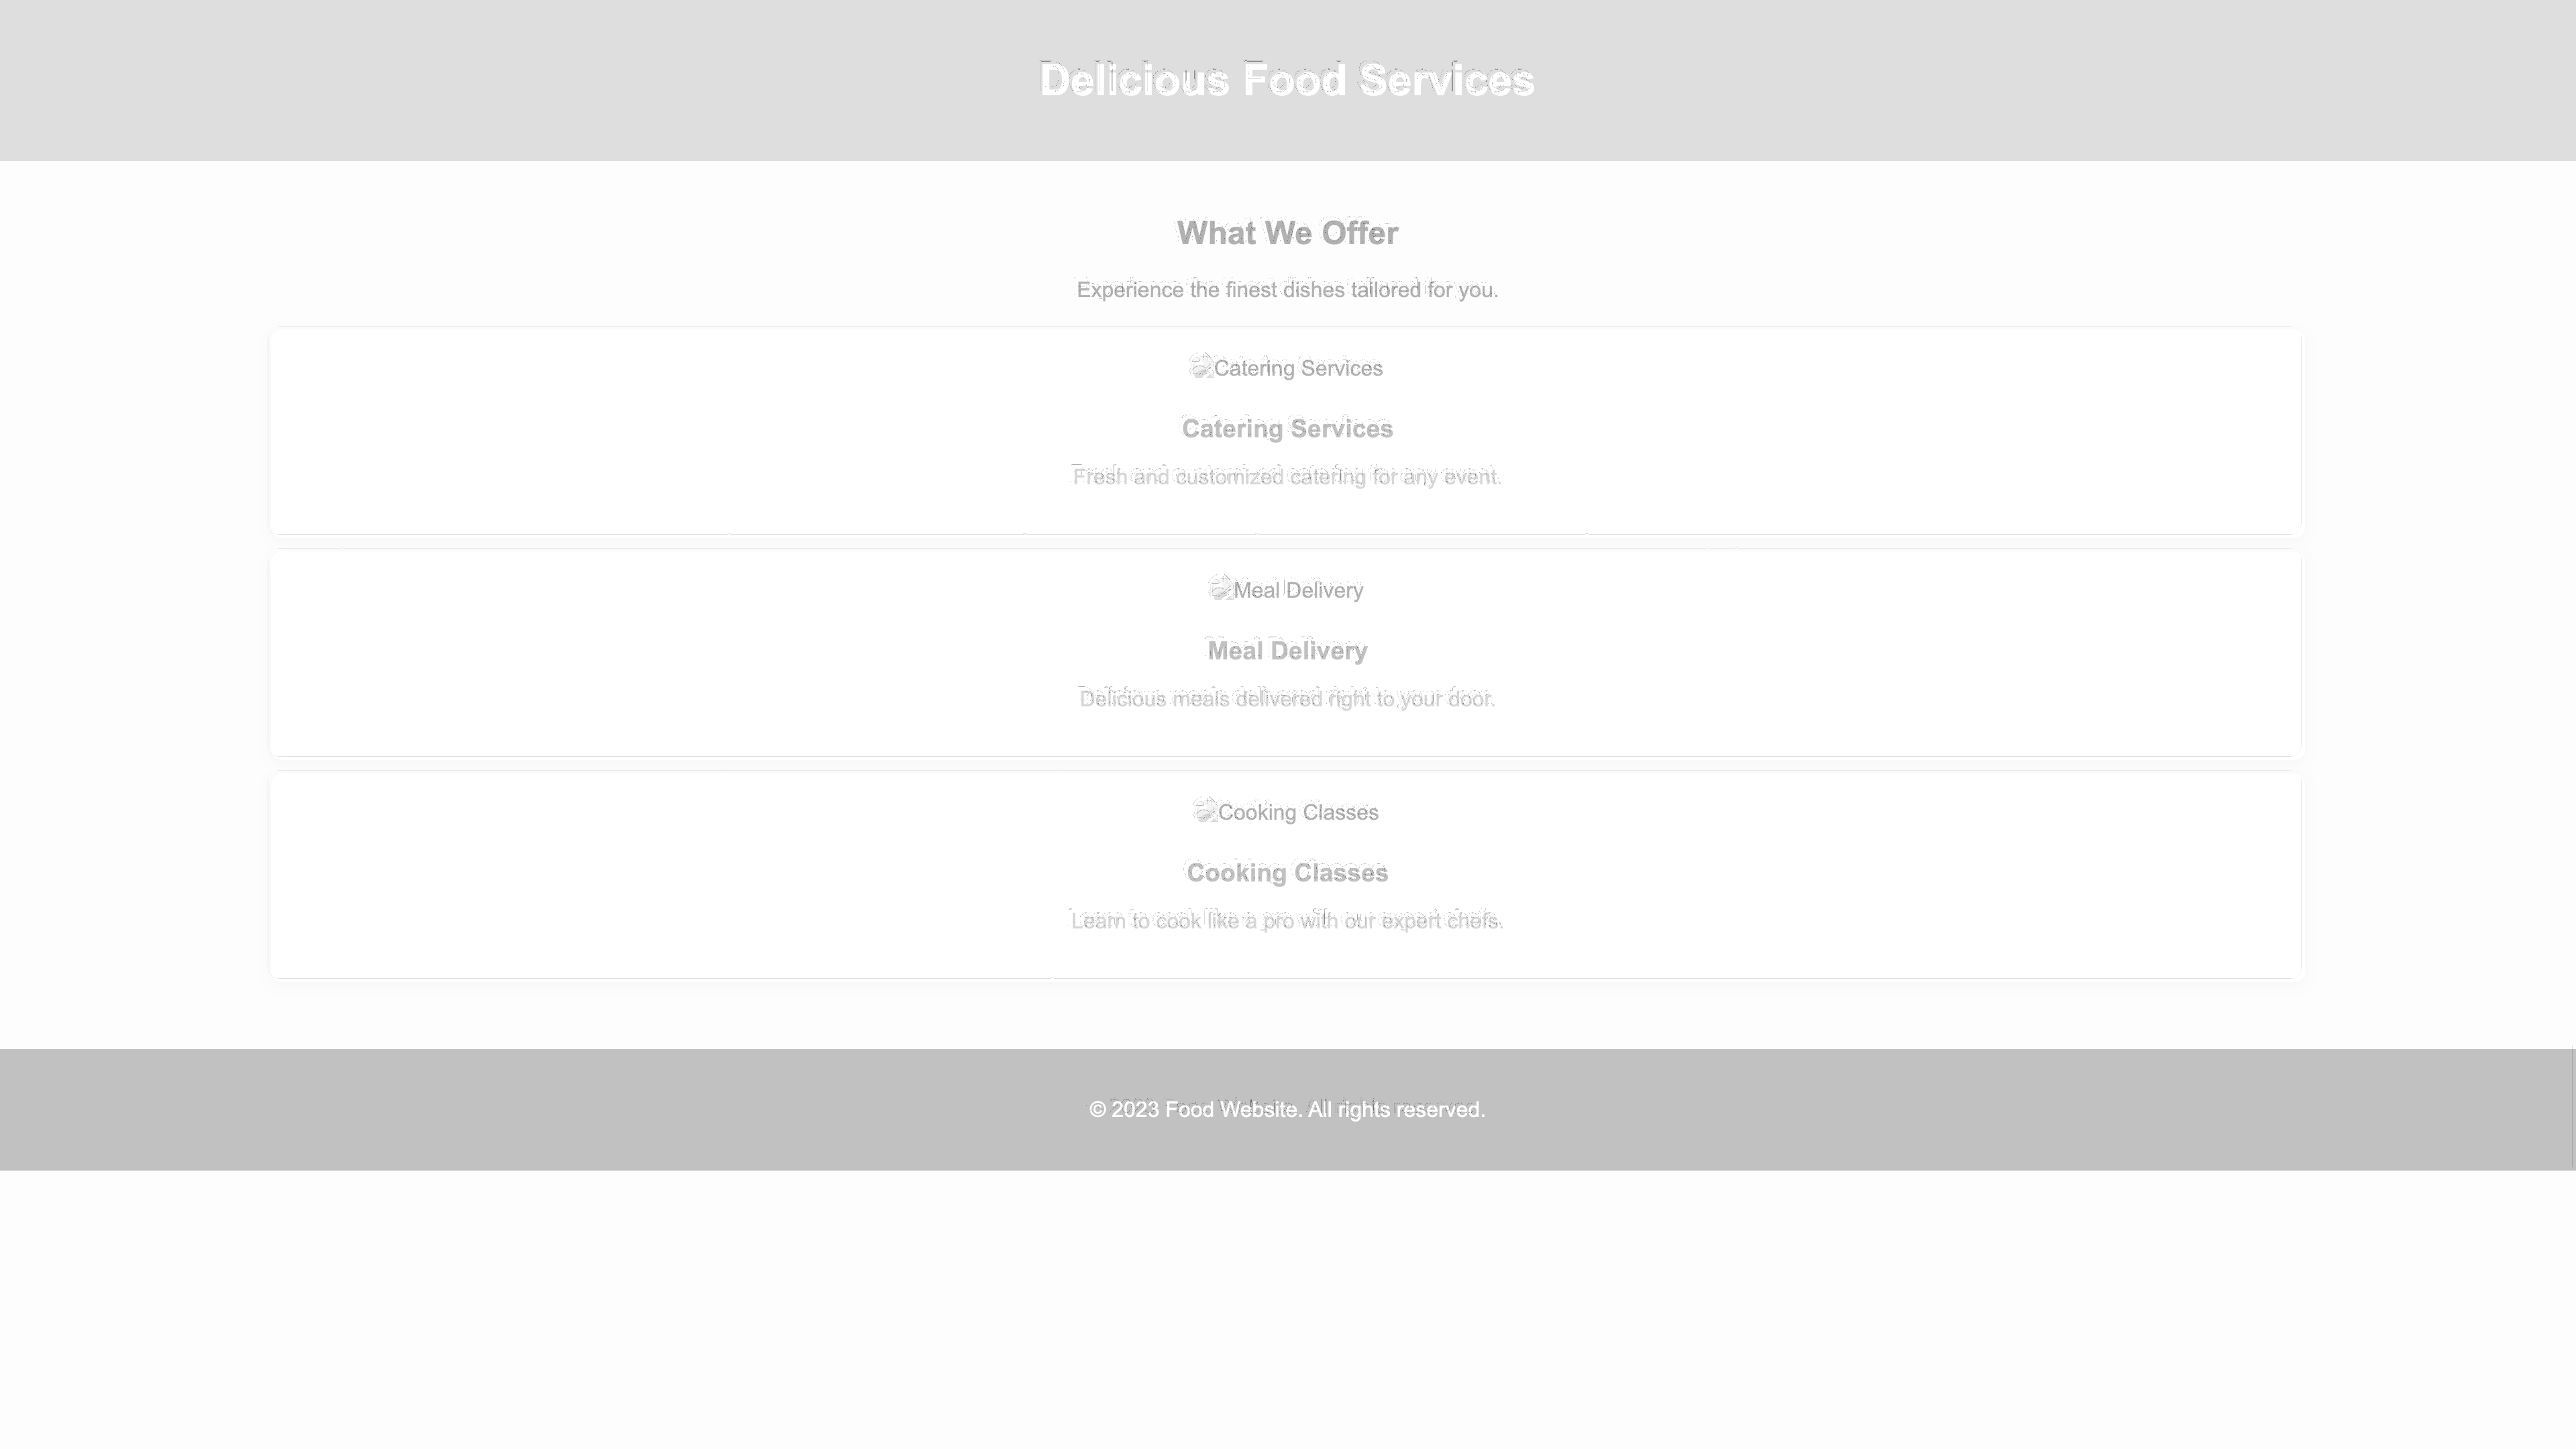 Delicious Food Services
What We Offer
Experience the finest dishes tailored for you.
Catering Services
Catering Services
Fresh and customized catering for any event.
Meal Delivery
Meal Delivery
Delicious meals delivered right to your door.
Cooking Classes
Cooking Classes
Learn to cook like a pro with our expert chefs.
© 2023 Food Website. All rights reserved.